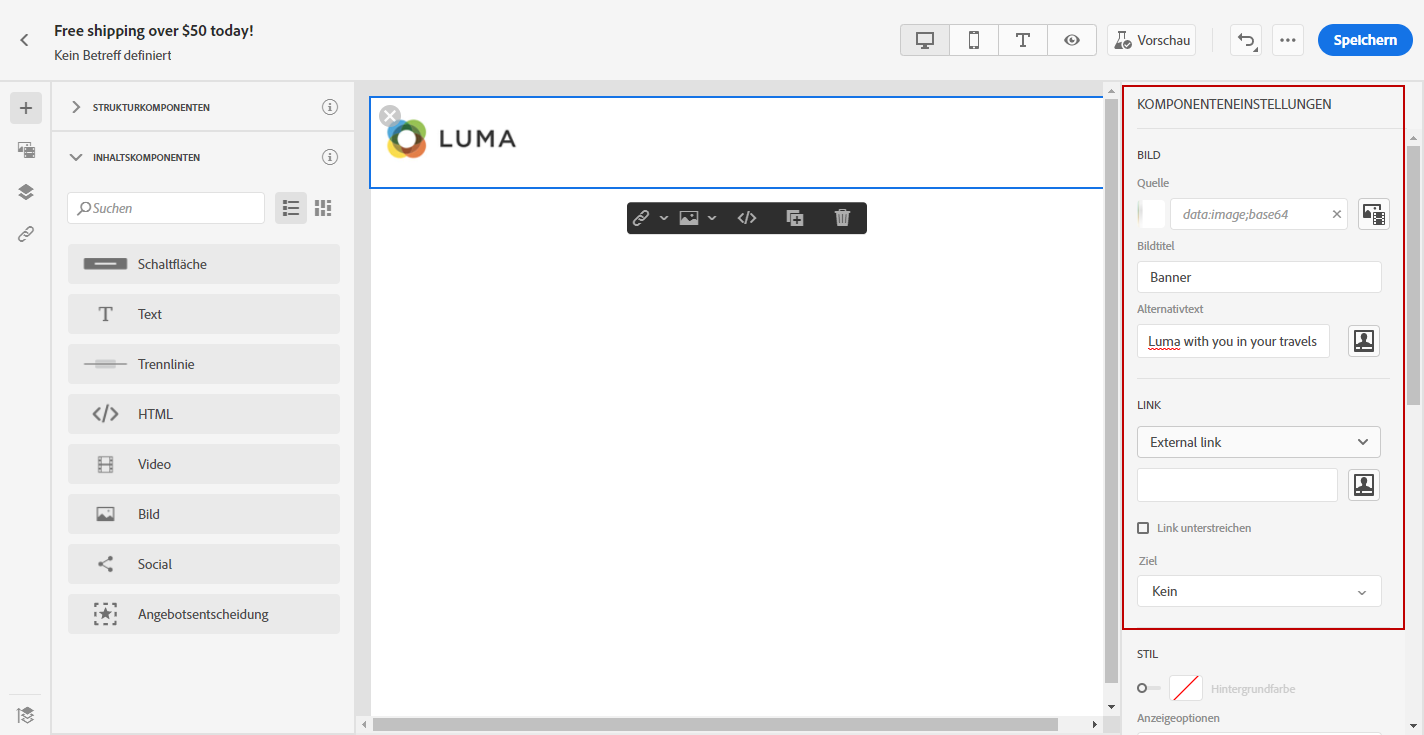 Free shipping over $50 today!
Kein Betreff definiert
Vorschau
Speichern
STRUKTURKOMPONENTEN
INHALTSKOMPONENTEN
Suchen
Schaltfläche
Text
Trennlinie
HTML
Video
Bild
Social
Angebotsentscheidung
LUMA
KOMPONENTENEINSTELLUNGEN
BILD
Quelle
data:image;base64
Bildtitel
Banner
Alternativtext
Luma with you in your travels
LINK
External link
Link unterstreichen
Ziel
Kein
STIL
Hintergrundfarbe
Anzeigeoptionen